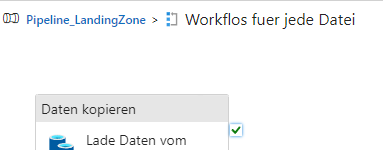 Pipeline_LandingZone > Workflos fuer jede Datei
Daten kopieren
Lade Daten vom